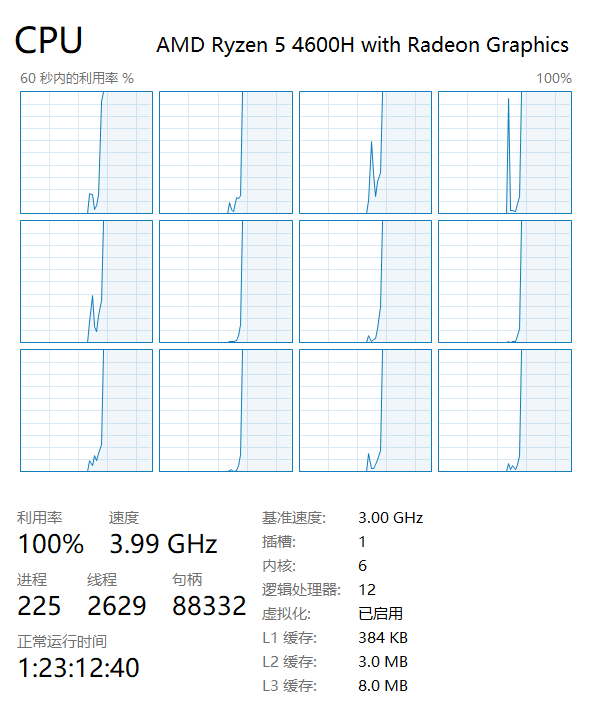 CPU
AMD Ryzen 5 4600H with Radeon Graphics
60 秒内的利用率 %
100%
利用率 速度
100% 3.99 GHz
进程 线程 句柄
225 2629 88332
正常运行时间
1:23:12:40
基准速度: 3.00 GHz
插槽: 1
内核: 6
逻辑处理器: 12
虚拟化: 已启用
L1 缓存: 384 KB
L2 缓存: 3.0 MB
L3 缓存: 8.0 MB